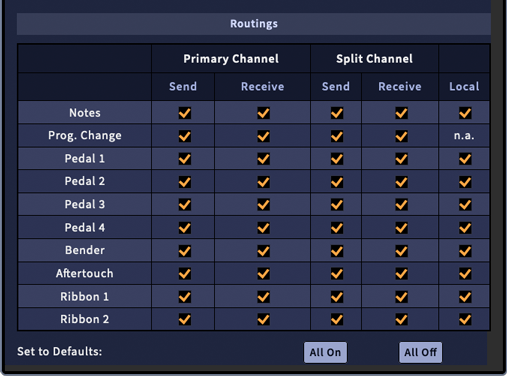 Routings
Primary Channel Split Channel
Send Receive Send Receive Local
Notes
Prog. Change n.a.
Pedal 1
Pedal 2
Pedal 3
Pedal 4
Bender
Aftertouch
Ribbon 1
Ribbon 2
Set to Defaults: All On All Off